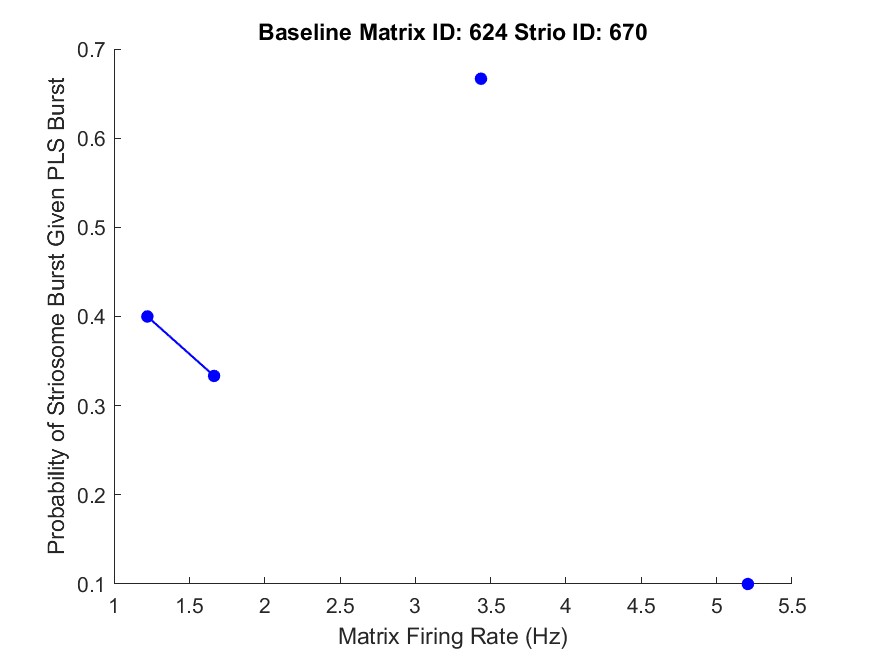 Baseline Matrix ID: 624 Strio ID: 670
Probability of Striosome Burst Given PLS Burst
0.7
0.6
0.5
0.4
0.3
0.2
0.1
1 1.5 2 2.5 3 3.5 4 4.5 5 5.5
Matrix Firing Rate (Hz)